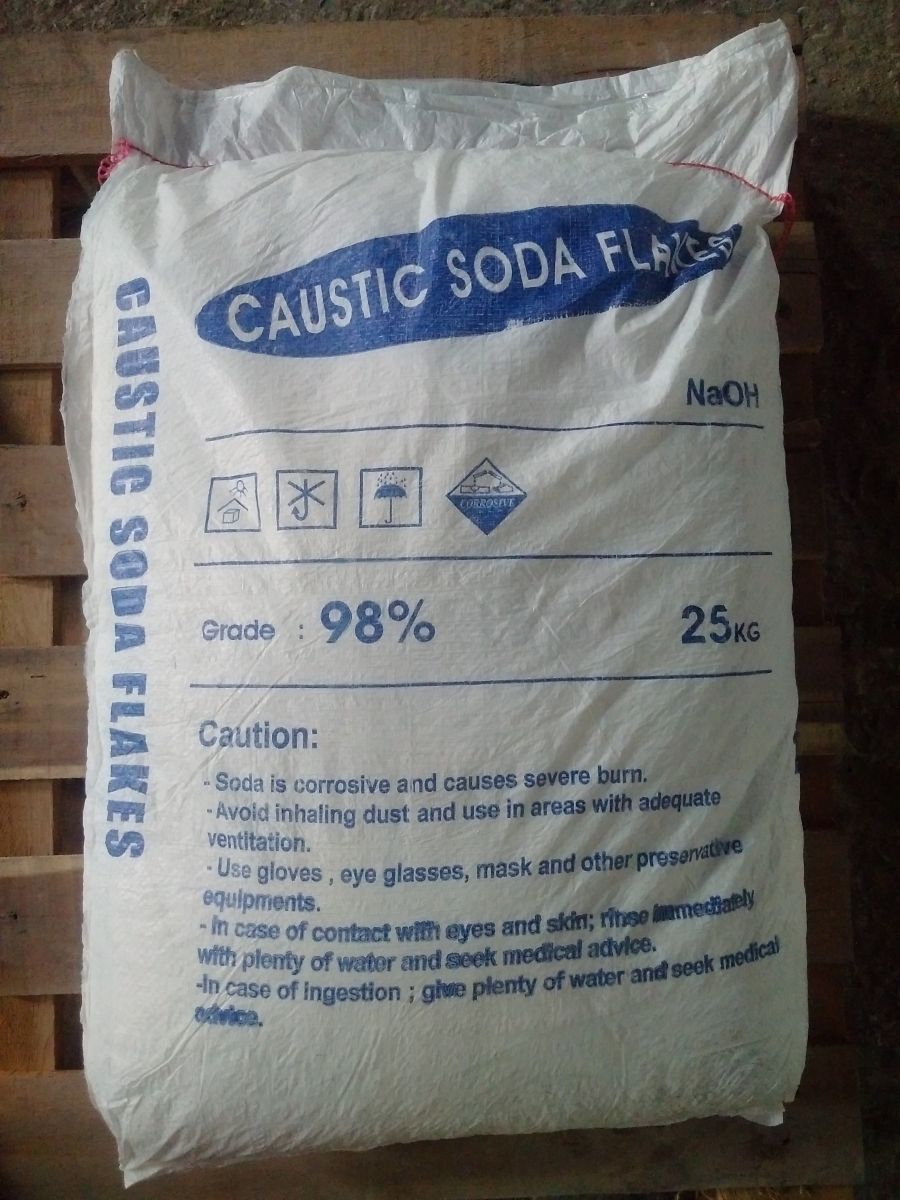 CAUSTIC SODA FLAKES
CAUSTIC SODA FLAKES
NaOH
CORROSIVE
Grade : 98%
25KG
Caution:
- Soda is corrosive and causes severe burn.
-Avoid inhaling dust and use in areas with adequate
ventitation.
- Use gloves , eye glasses, mask and other preservative
equipments.
- In case of contact with eyes and skin; rinse immediately
with plenty of water and seek medical advice.
-In case of ingestion ; give plenty of water and seek medical
advice.